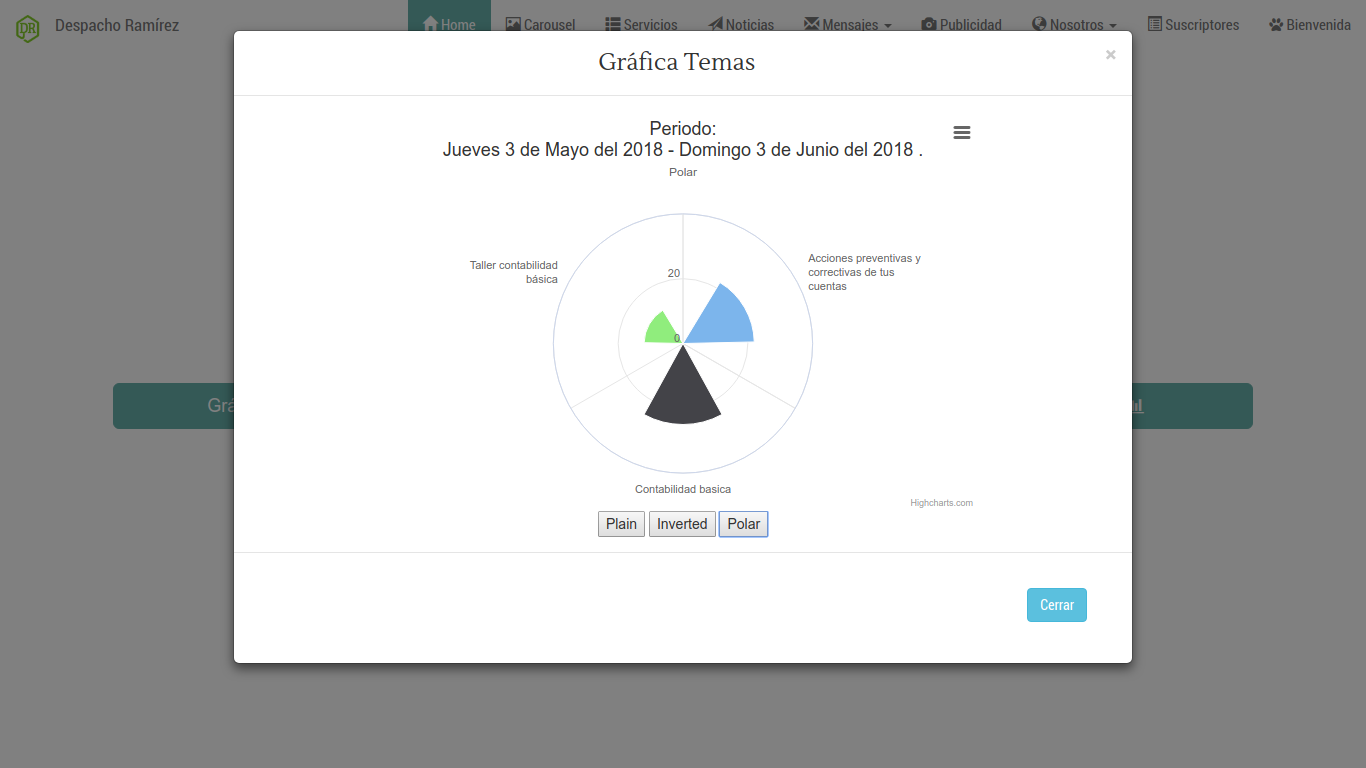 DR
Despacho Ramírez
Home
Carousel
Servicios
Noticias
Mensajes
Publicidad
Nosotros
Suscriptores
Bienvenida
Gráfica Temas
×
Periodo:
Jueves 3 de Mayo del 2018 - Domingo 3 de Junio del 2018 .
Polar
Taller contabilidad
básica
Acciones preventivas y
correctivas de tus
cuentas
20
0
Contabilidad basica
Highcharts.com
Plain
Inverted
Polar
Cerrar